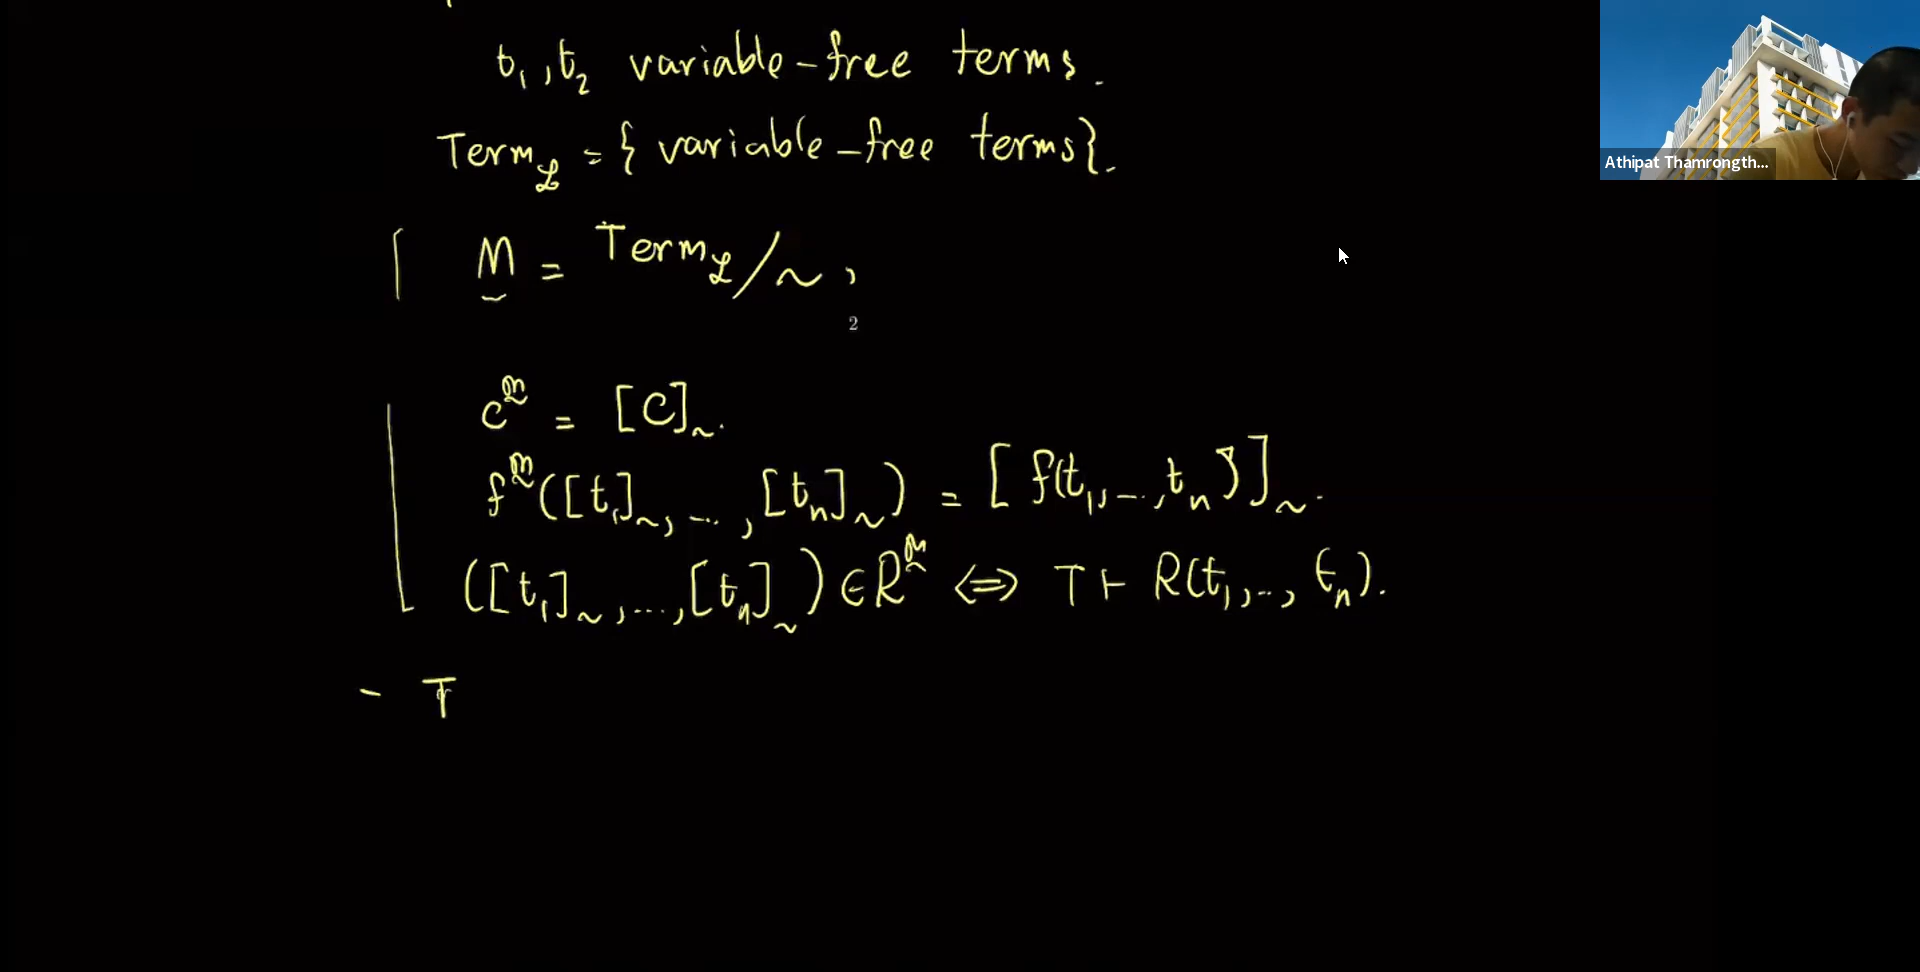 t₁, t₂ variable-free terms.
Term_ℒ = { variable-free terms}.
Athipat Thamrongth...
M = Term_ℒ/∼ ,
2
c^𝔐 = [c]_∼.
f^𝔐([t₁]_∼, ..., [tₙ]_∼) = [f(t₁, ..., tₙ)]_∼.
([t₁]_∼, ..., [tₙ]_∼) ∈ R^𝔐 ⇔ T ⊢ R(t₁, .., tₙ).
- T